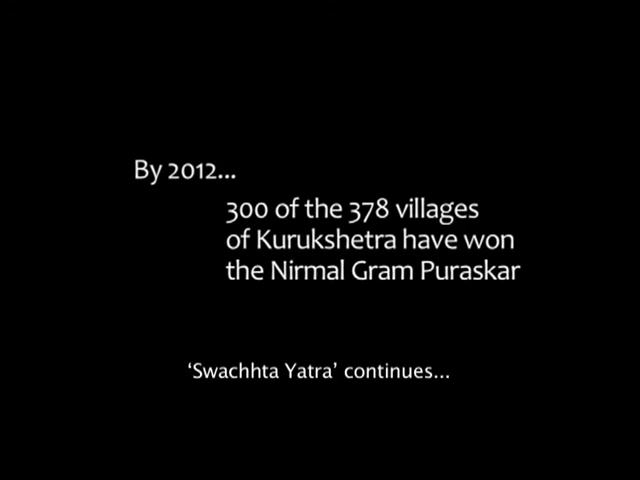 By 2012...
300 of the 378 villages
of Kurukshetra have won
the Nirmal Gram Puraskar
‘Swachhta Yatra’ continues...